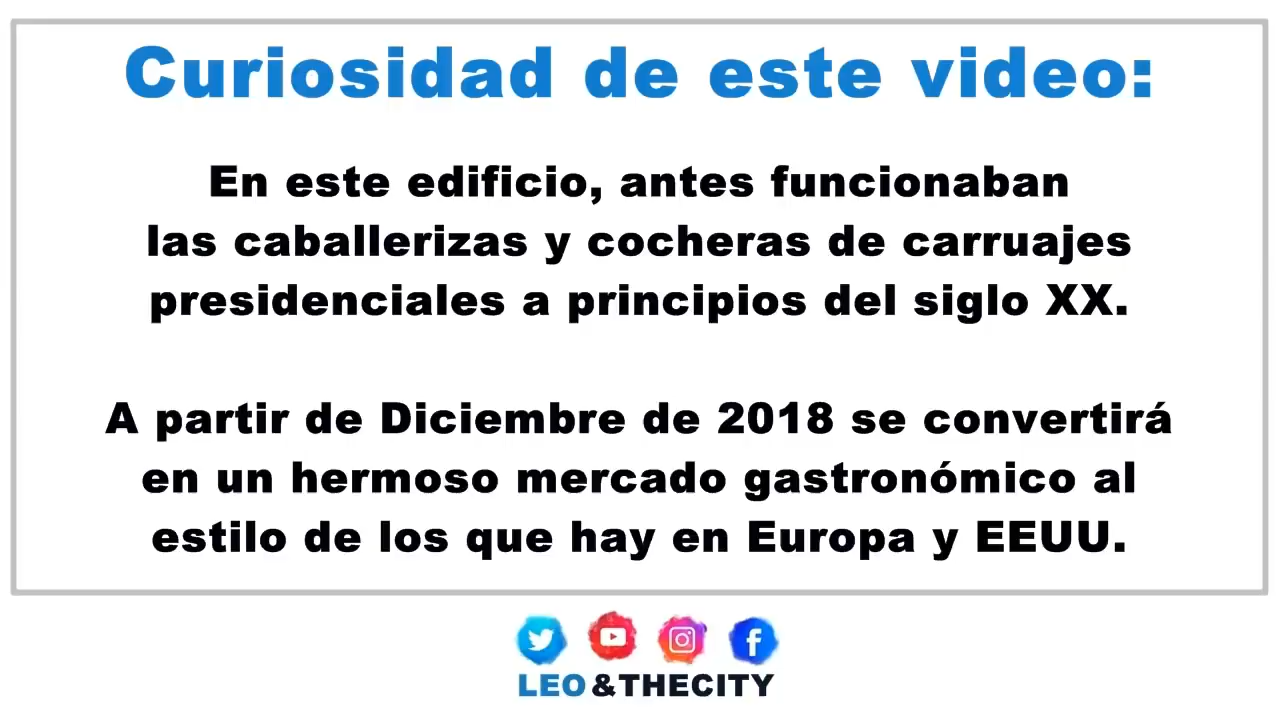 Curiosidad de este video:
En este edificio, antes funcionaban
las caballerizas y cocheras de carruajes
presidenciales a principios del siglo XX.
A partir de Diciembre de 2018 se convertirá
en un hermoso mercado gastronómico al
estilo de los que hay en Europa y EEUU.
LEO&THECITY